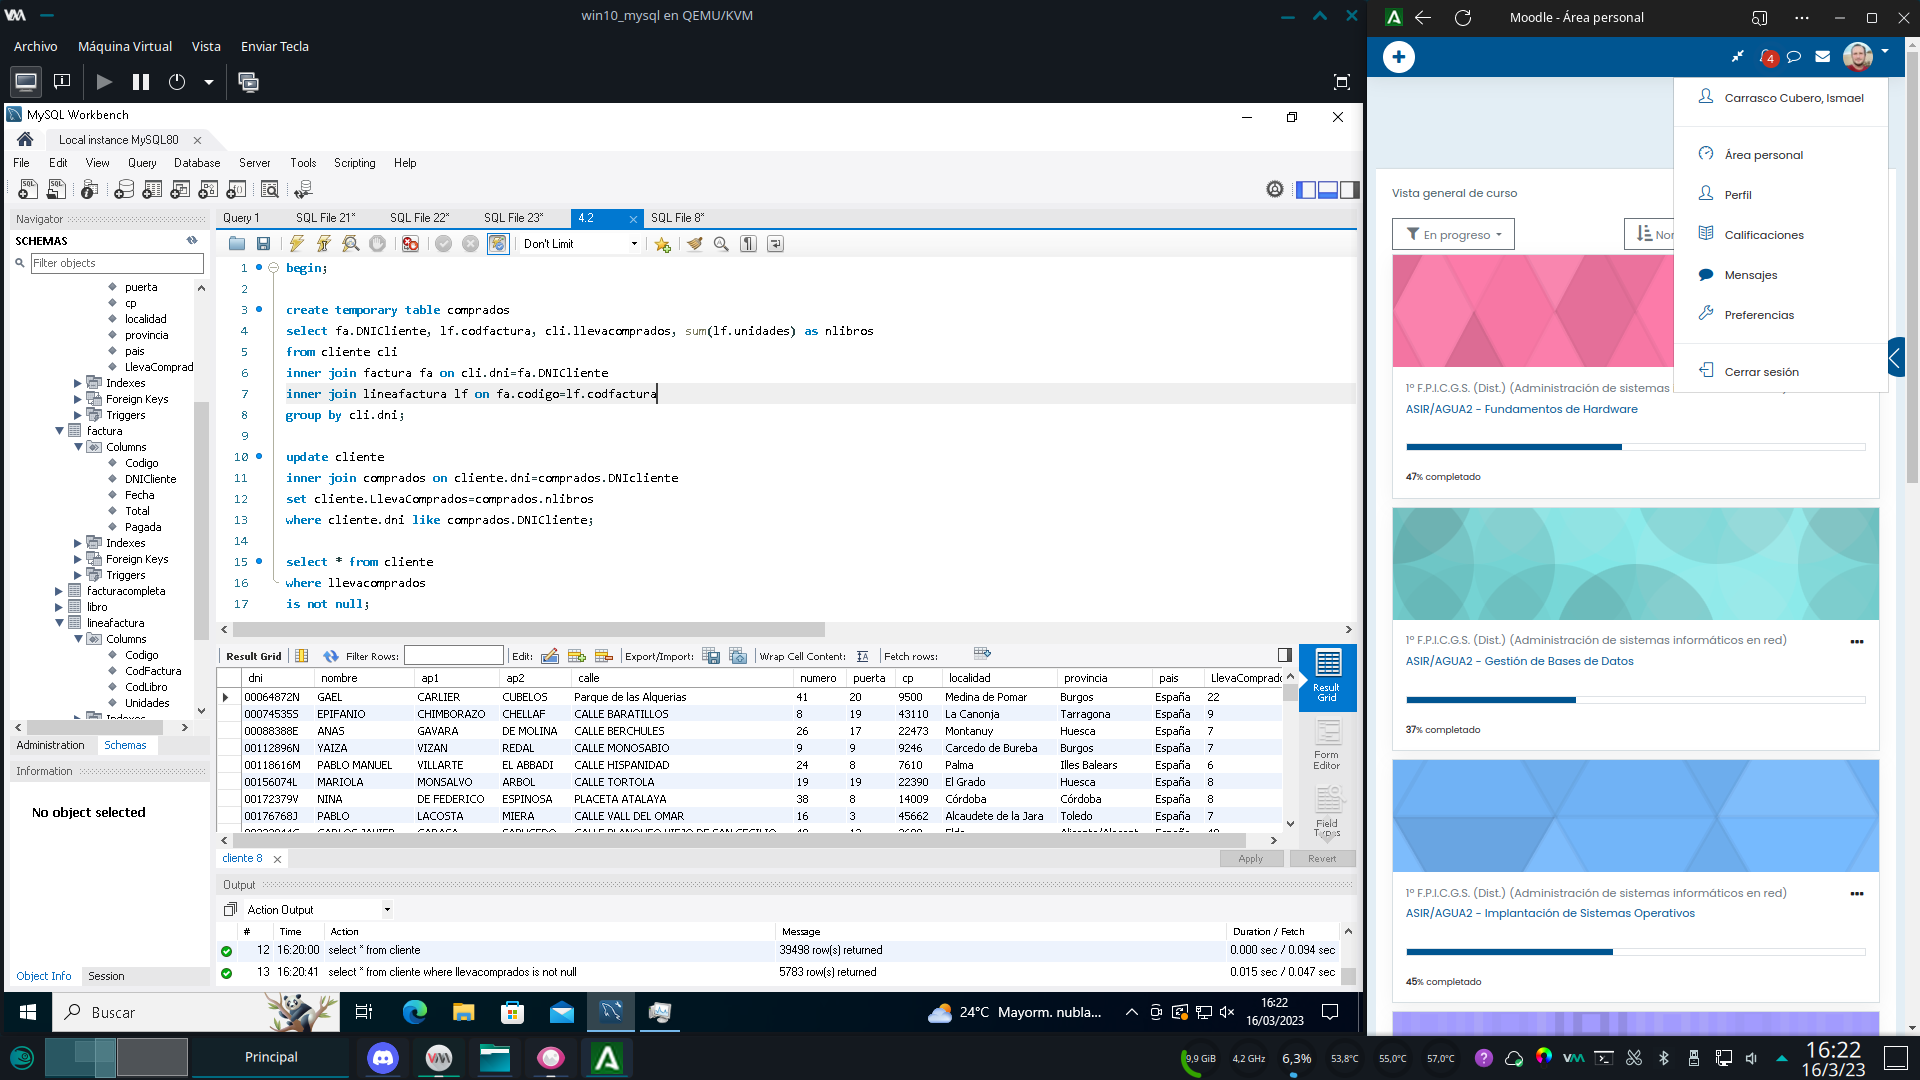 win10_mysql en QEMU/KVM
Archivo
Máquina Virtual
Vista
Enviar Tecla
MySQL Workbench
Local instance MySQL80
File
Edit
View
Query
Database
Server
Tools
Scripting
Help
Navigator
SCHEMAS
Filter objects
puerta
cp
localidad
provincia
pais
LlevaComprad
Indexes
Foreign Keys
Triggers
factura
Columns
Codigo
DNICliente
Fecha
Total
Pagada
Indexes
Foreign Keys
Triggers
facturacompleta
libro
lineafactura
Columns
Codigo
CodFactura
CodLibro
Unidades
Indexes
Administration
Schemas
Information
No object selected
Object Info
Session
Query 1
SQL File 21*
SQL File 22*
SQL File 23*
4.2
SQL File 8*
Don't Limit
1 begin;
2
3 create temporary table comprados
4 select fa.DNICliente, lf.codfactura, cli.llevacomprados, sum(lf.unidades) as nlibros
5 from cliente cli
6 inner join factura fa on cli.dni=fa.DNICliente
7 inner join lineafactura lf on fa.codigo=lf.codfactura
8 group by cli.dni;
9
10 update cliente
11 inner join comprados on cliente.dni=comprados.DNIcliente
12 set cliente.LlevaComprados=comprados.nlibros
13 where cliente.dni like comprados.DNICliente;
14
15 select * from cliente
16 where llevacomprados
17 is not null;
Result Grid
Filter Rows:
Edit:
Export/Import:
Wrap Cell Content:
Fetch rows:
dni nombre ap1 ap2 calle numero puerta cp localidad provincia pais LlevaComprado
00064872N GAEL CARLIER CUBELOS Parque de las Alquerias 41 20 9500 Medina de Pomar Burgos España 22
00074535S EPIFANIO CHIMBORAZO CHELLAF CALLE BARATILLOS 8 19 43110 La Canonja Tarragona España 9
00088388E ANAS GAVARA DE MOLINA CALLE BERCHULES 26 17 22473 Montanuy Huesca España 7
00112896N YAIZA VIZAN REDAL CALLE MONOSABIO 9 9 9246 Carcedo de Bureba Burgos España 7
00118616M PABLO MANUEL VILLARTE EL ABBADI CALLE HISPANIDAD 24 8 7610 Palma Illes Balears España 6
00156074L MARIOLA MONSALVO ARBOL CALLE TORTOLA 19 19 22390 El Grado Huesca España 8
00172379V NINA DE FEDERICO ESPINOSA PLACETA ATALAYA 38 8 14009 Córdoba Córdoba España 8
00176768J PABLO LACOSTA MIERA CALLE VALL DEL OMAR 16 3 45662 Alcaudete de la Jara Toledo España 7
Result
Grid
Form
Editor
Field
Types
cliente 8
Apply
Revert
Output
Action Output
# Time Action Message Duration / Fetch
12 16:20:00 select * from cliente 39498 row(s) returned 0.000 sec / 0.094 sec
13 16:20:41 select * from cliente where llevacomprados is not null 5783 row(s) returned 0.015 sec / 0.047 sec
Buscar
24°C Mayorm. nubla...
16:22
16/03/2023
Principal
9,9 GiB
4,2 GHz
6,3%
53,8°C
55,0°C
57,0°C
16:22
16/3/23
Moodle - Área personal
4
Carrasco Cubero, Ismael
Área personal
Perfil
Calificaciones
Mensajes
Preferencias
Cerrar sesión
Vista general de curso
En progreso
Nor
1º F.P.I.C.G.S. (Dist.) (Administración de sistemas
ASIR/AGUA2 - Fundamentos de Hardware
47% completado
1º F.P.I.C.G.S. (Dist.) (Administración de sistemas informáticos en red)
ASIR/AGUA2 - Gestión de Bases de Datos
37% completado
1º F.P.I.C.G.S. (Dist.) (Administración de sistemas informáticos en red)
ASIR/AGUA2 - Implantación de Sistemas Operativos
45% completado